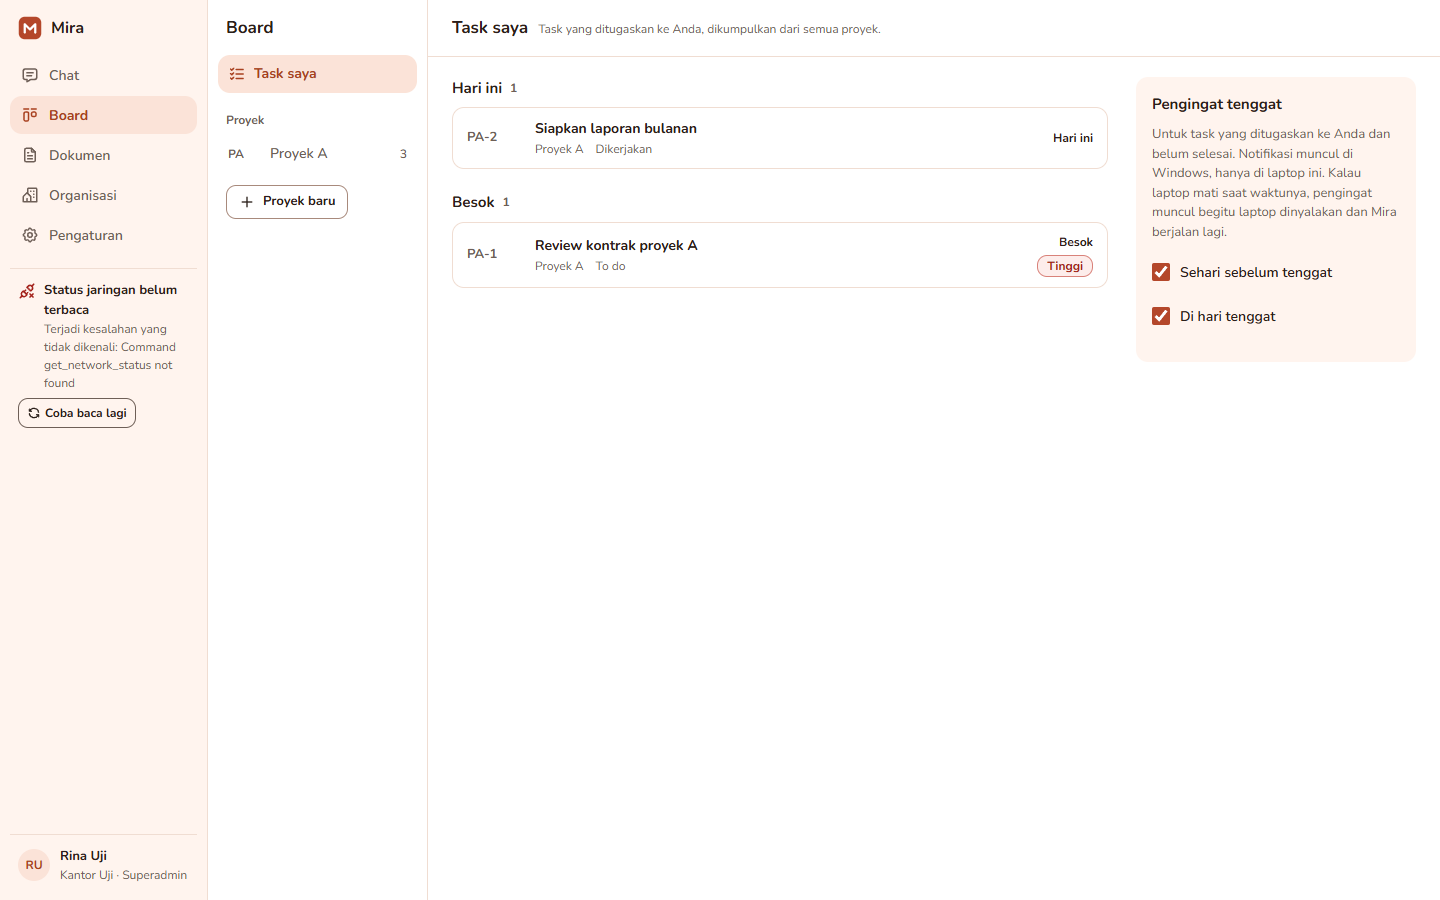 Mira
Chat
Board
Dokumen
Organisasi
Pengaturan
Status jaringan belum
terbaca
Terjadi kesalahan yang
tidak dikenali: Command
get_network_status not
found
Coba baca lagi
RU
Rina Uji
Kantor Uji · Superadmin
Board
Task saya
Proyek
PA Proyek A 3
Proyek baru
Task saya Task yang ditugaskan ke Anda, dikumpulkan dari semua proyek.
Hari ini 1
PA-2
Siapkan laporan bulanan
Proyek A Dikerjakan
Hari ini
Besok 1
PA-1
Review kontrak proyek A
Proyek A To do
Besok
Tinggi
Pengingat tenggat
Untuk task yang ditugaskan ke Anda dan
belum selesai. Notifikasi muncul di
Windows, hanya di laptop ini. Kalau
laptop mati saat waktunya, pengingat
muncul begitu laptop dinyalakan dan Mira
berjalan lagi.
Sehari sebelum tenggat
Di hari tenggat